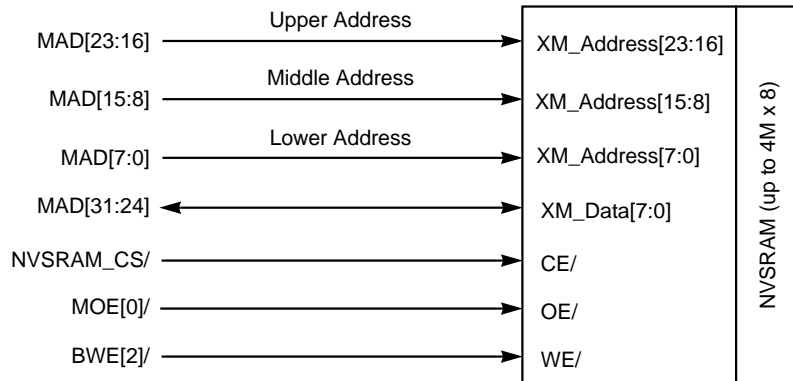 Upper Address
MAD[23:16] XM_Address[23:16]
Middle Address
MAD[15:8] XM_Address[15:8]
Lower Address
MAD[7:0] XM_Address[7:0]
MAD[31:24] XM_Data[7:0]
NVSRAM_CS/ CE/
MOE[0]/ OE/
BWE[2]/ WE/
NVSRAM (up to 4M x 8)